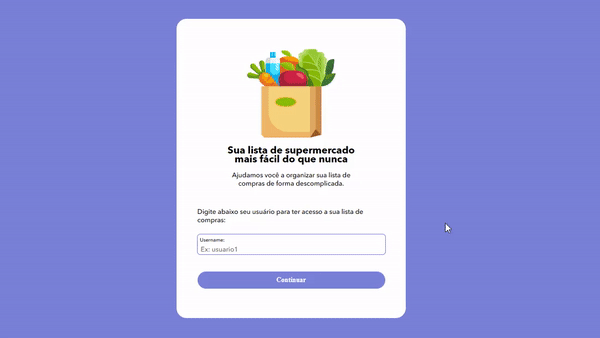 Sua lista de supermercado
mais fácil do que nunca
Ajudamos você a organizar sua lista de
compras de forma descomplicada.
Digite abaixo seu usuário para ter acesso a sua lista de
compras:
Username:
Ex: usuario1
Continuar